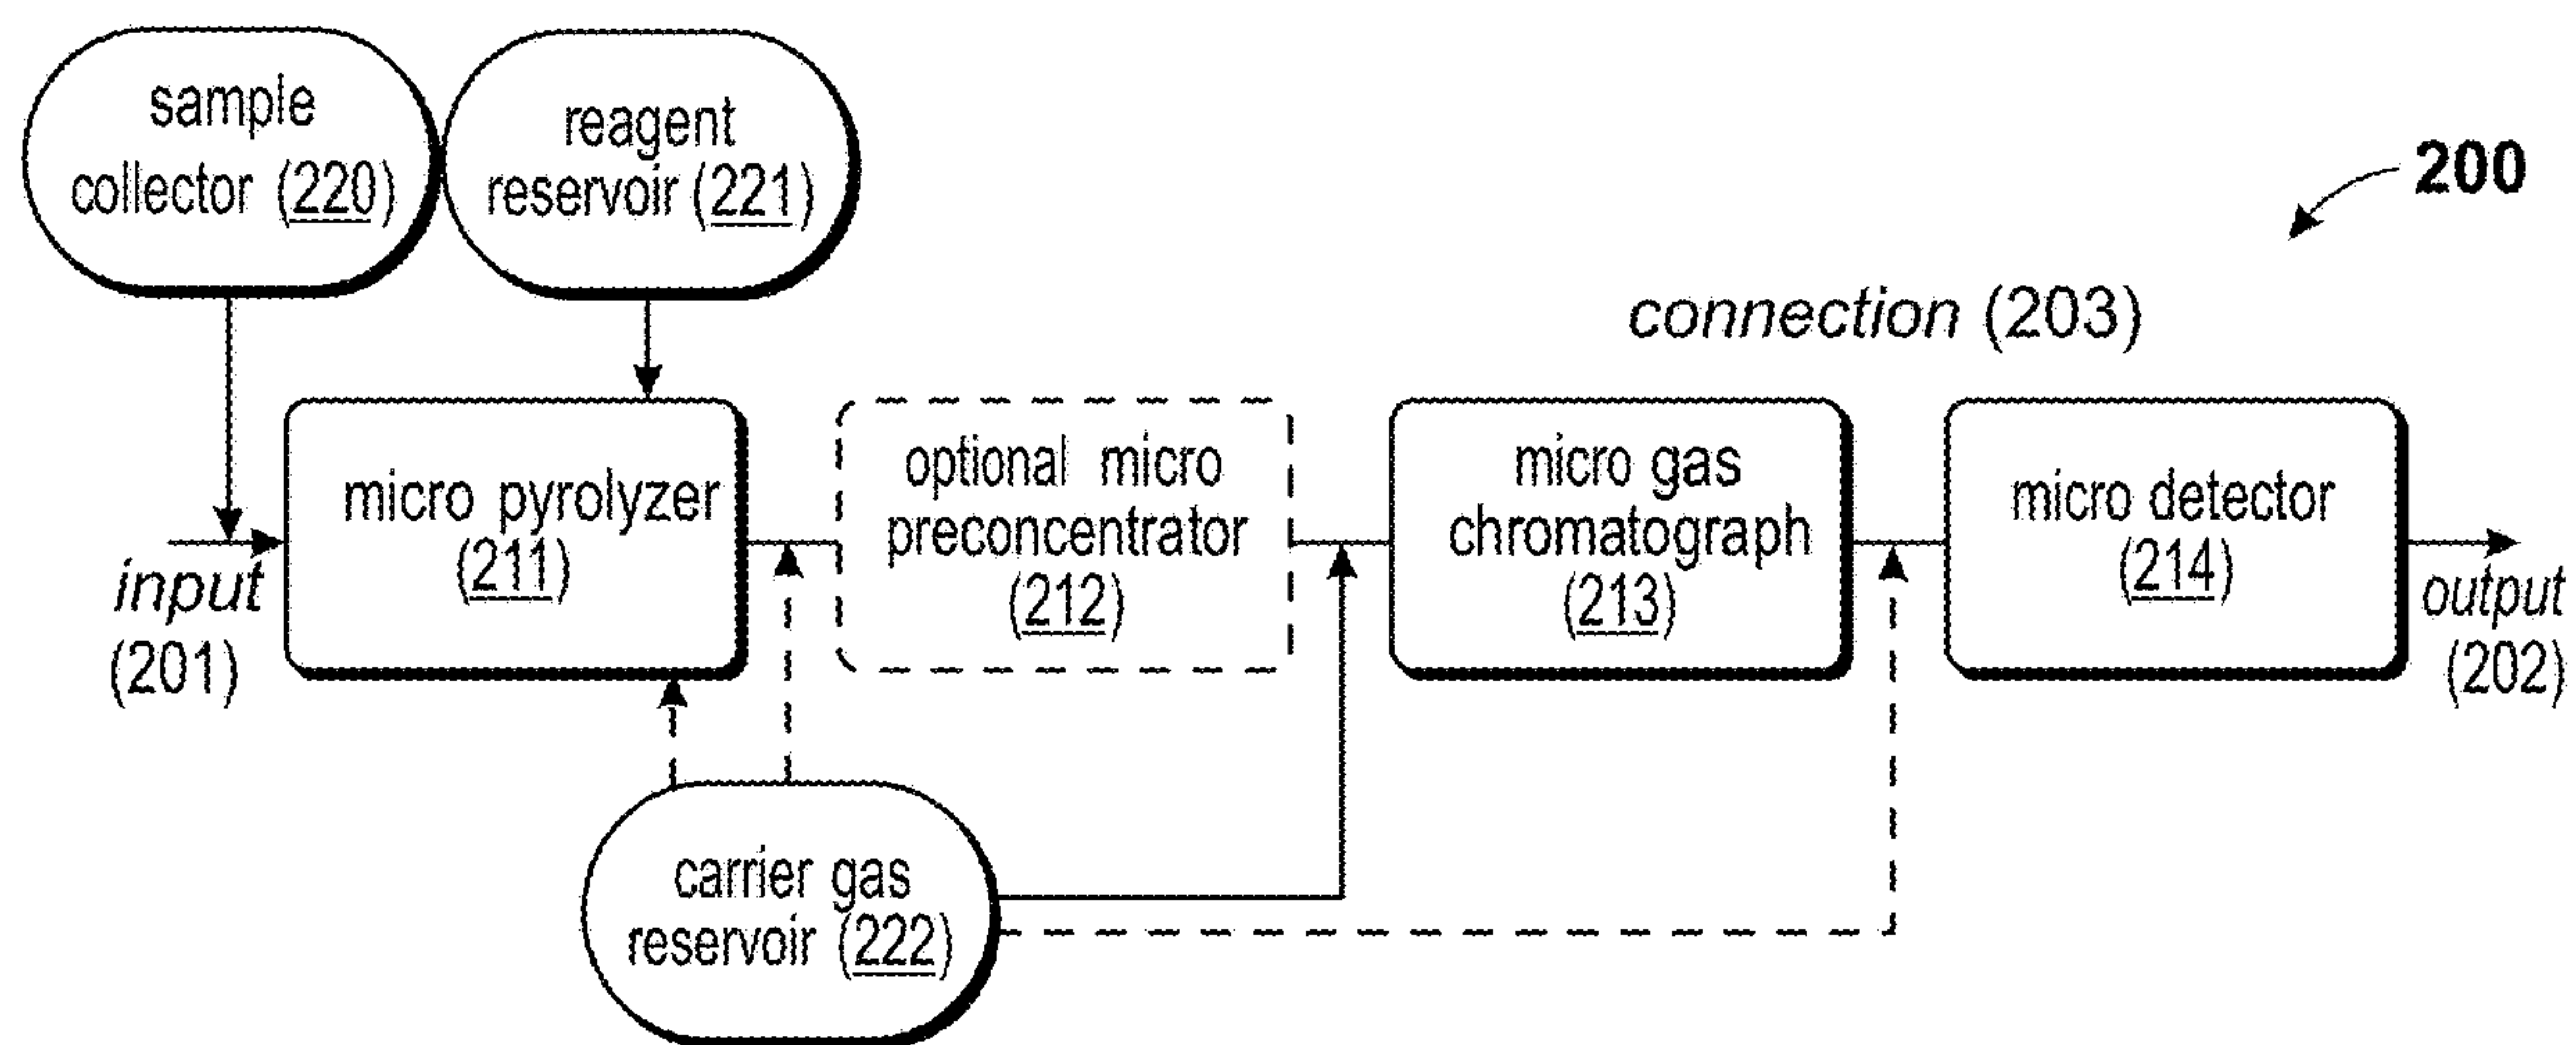 sample
collector (220)
reagent
reservoir (221)
200
connection (203)
input
(201)
micro pyrolyzer
(211)
optional micro
preconcentrator
(212)
micro gas
chromatograph
(213)
micro detector
(214)
output
(202)
carrier gas
reservoir (222)